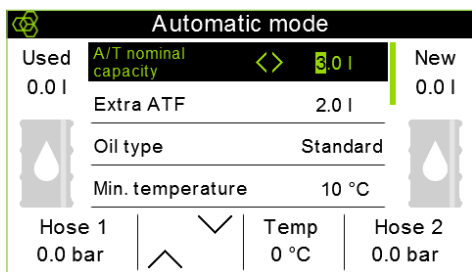 Automatic mode
Used
0.0 l
A/T nominal
capacity
<> 3.0 l
Extra ATF 2.0 l
Oil type Standard
Min. temperature 10 °C
New
0.0 l
Hose 1
0.0 bar
Temp
0 °C
Hose 2
0.0 bar